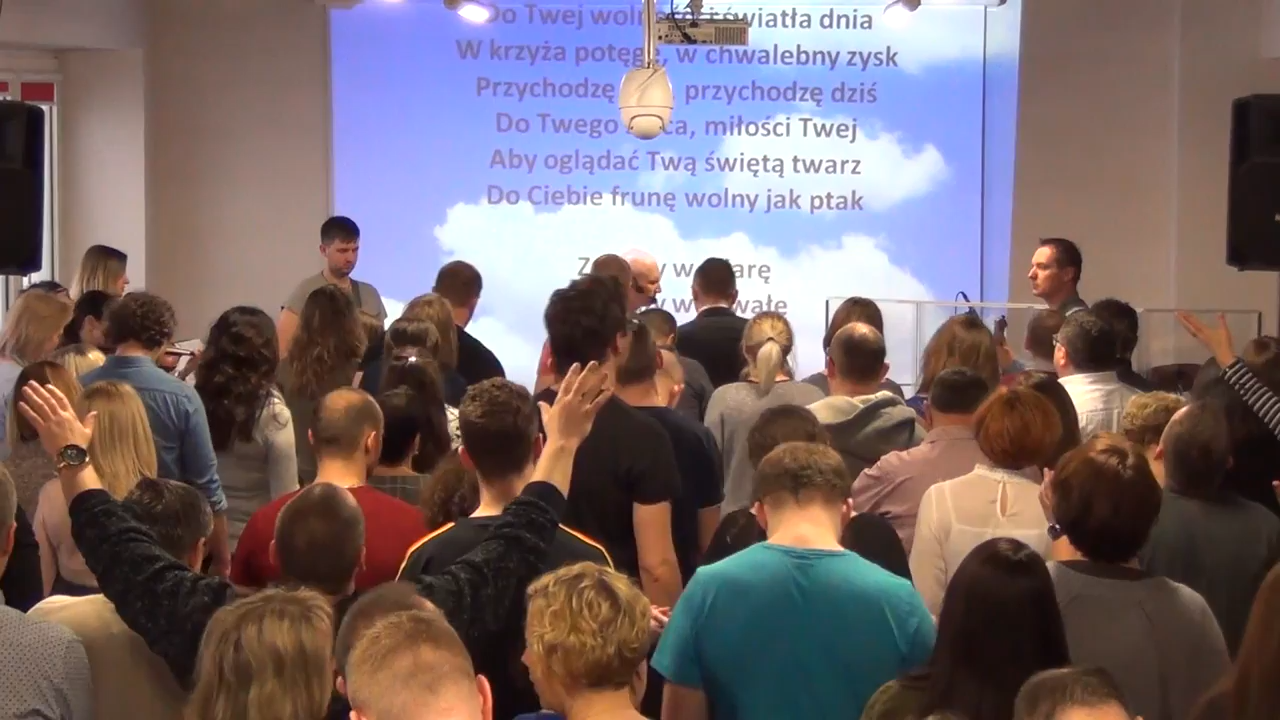 Do Twej światła dnia
W krzyża potęgę, w chwalebny zysk
Przychodzę przychodzę dziś
Do Twego miłości Twej
Aby oglądać Twą świętą twarz
Do Ciebie frunę wolny jak ptak